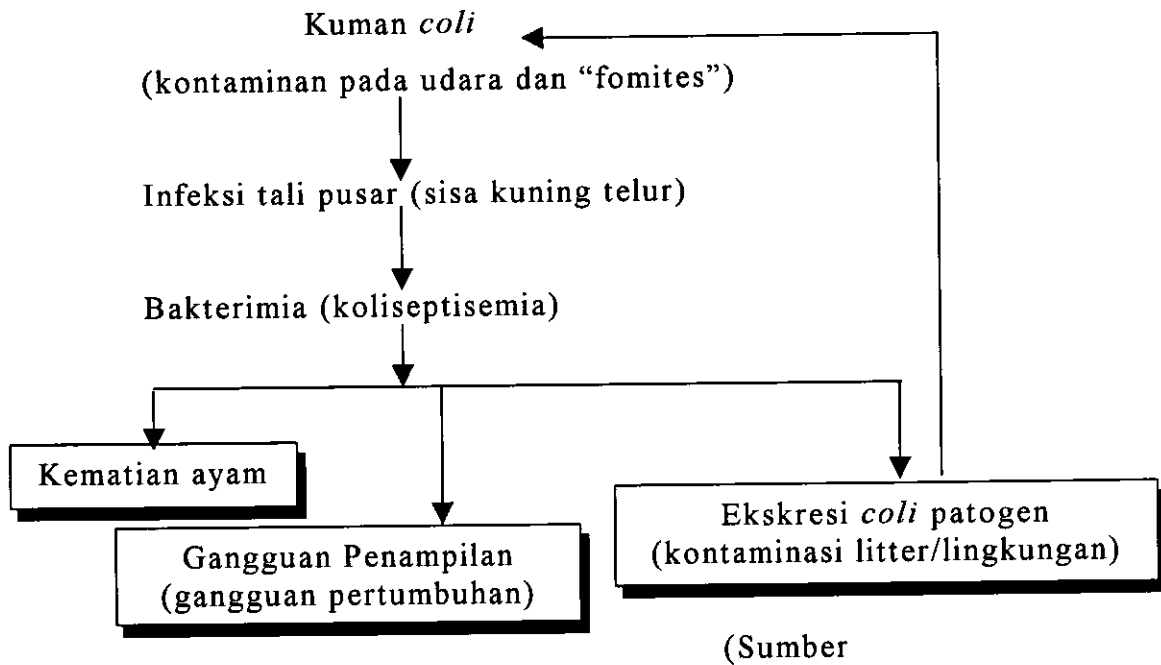 Kuman coli
(kontaminan pada udara dan “fomites”)
Infeksi tali pusar (sisa kuning telur)
Bakterimia (koliseptisemia)
Kematian ayam
Gangguan Penampilan
(gangguan pertumbuhan)
Ekskresi coli patogen
(kontaminasi litter/lingkungan)
(Sumber